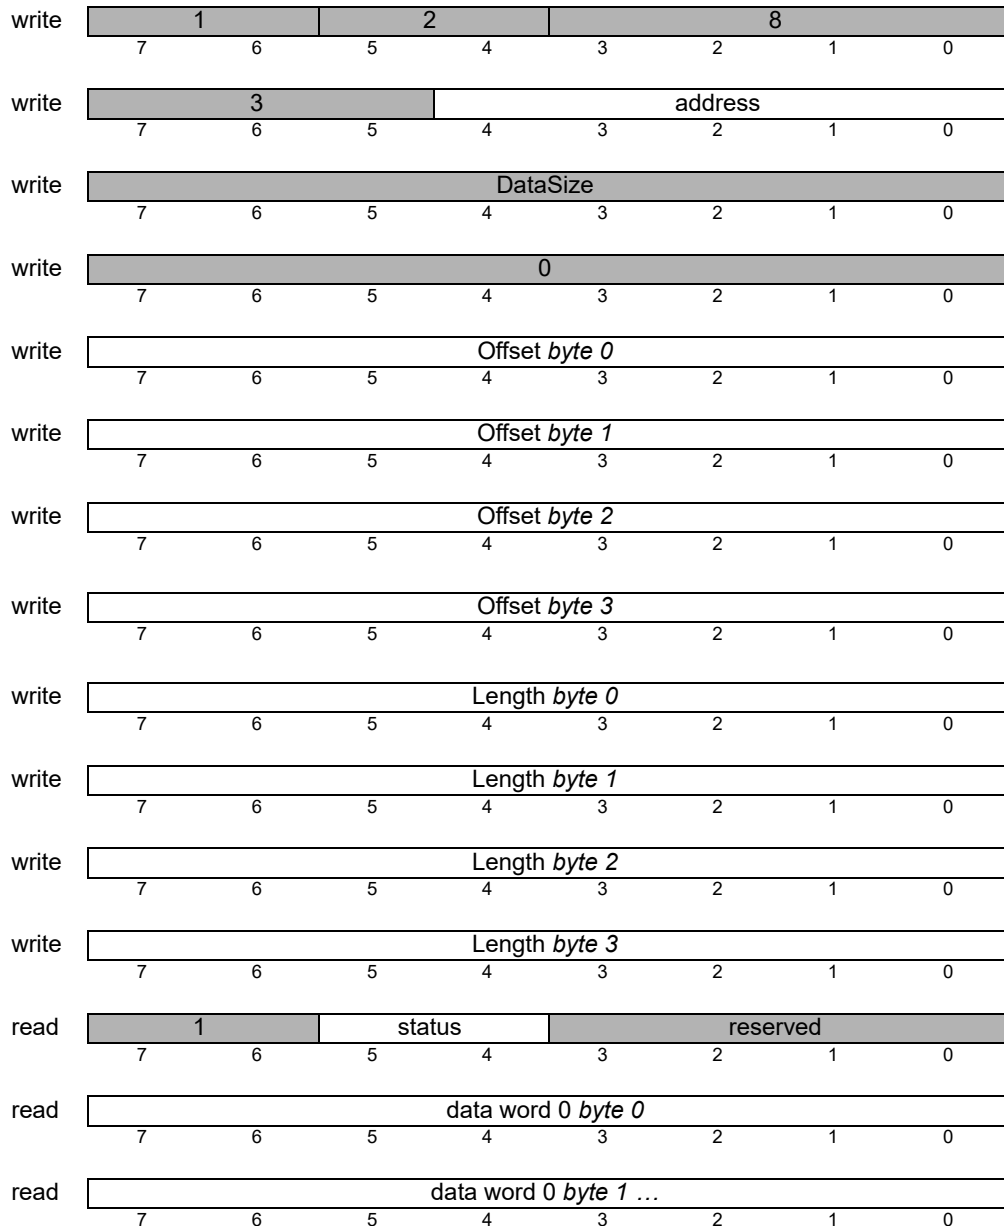 write 1 2 8
7 6 5 4 3 2 1 0
write 3 address
7 6 5 4 3 2 1 0
write DataSize
7 6 5 4 3 2 1 0
write 0
7 6 5 4 3 2 1 0
write Offset byte 0
7 6 5 4 3 2 1 0
write Offset byte 1
7 6 5 4 3 2 1 0
write Offset byte 2
7 6 5 4 3 2 1 0
write Offset byte 3
7 6 5 4 3 2 1 0
write Length byte 0
7 6 5 4 3 2 1 0
write Length byte 1
7 6 5 4 3 2 1 0
write Length byte 2
7 6 5 4 3 2 1 0
write Length byte 3
7 6 5 4 3 2 1 0
read 1 status reserved
7 6 5 4 3 2 1 0
read data word 0 byte 0
7 6 5 4 3 2 1 0
read data word 0 byte 1 …
7 6 5 4 3 2 1 0